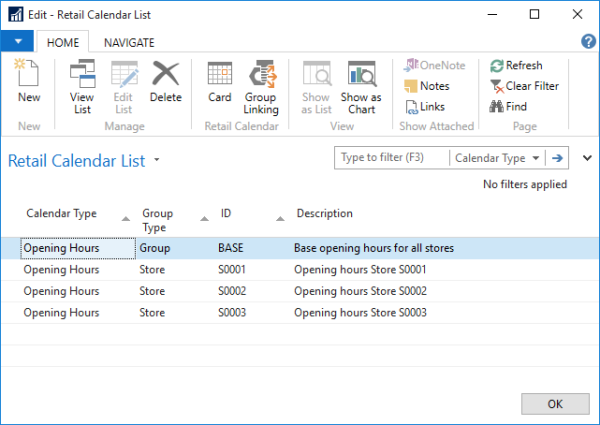 Edit - Retail Calendar List
HOME NAVIGATE
New
View List
Edit List
Delete
Card
Group Linking
Show as List
Show as Chart
OneNote
Notes
Links
Refresh
Clear Filter
Find
New Manage Retail Calendar View Show Attached Page
Retail Calendar List
Type to filter (F3) Calendar Type
No filters applied
Calendar Type Group Type ID Description
Opening Hours Group BASE Base opening hours for all stores
Opening Hours Store S0001 Opening hours Store S0001
Opening Hours Store S0002 Opening hours Store S0002
Opening Hours Store S0003 Opening hours Store S0003
OK